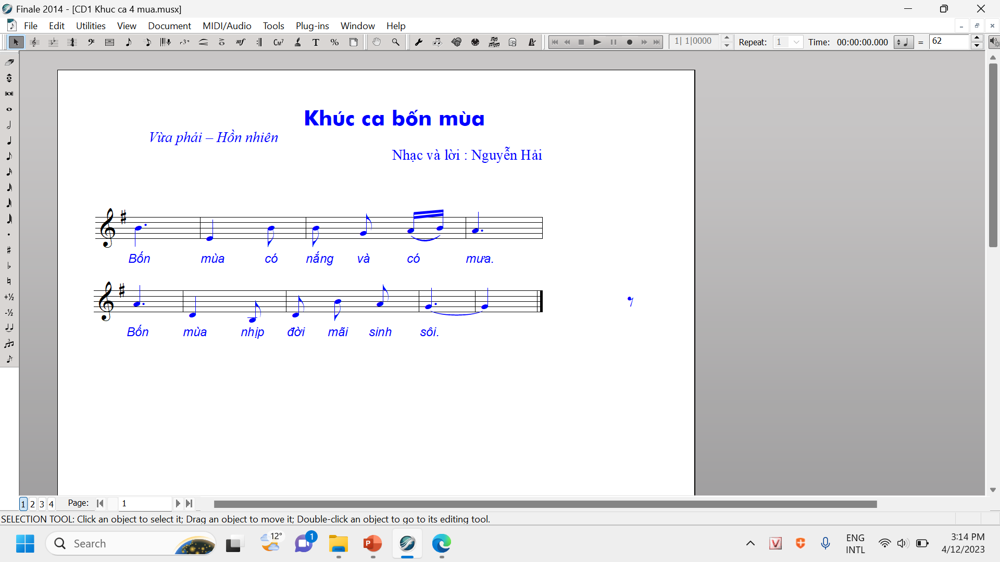 Finale 2014 - [CD1 Khuc ca 4 mua.musx]
File Edit Utilities View Document MIDI/Audio Tools Plug-ins Window Help
1| 1|0000 Repeat: 1 Time: 00:00:00.000 = 62
Khúc ca bốn mùa
Vừa phải – Hồn nhiên
Nhạc và lời : Nguyễn Hải
Bốn mùa có nắng và có mưa.
Bốn mùa nhịp đời mãi sinh sôi.
+½
-½
1 2 3 4 Page: 1
SELECTION TOOL: Click an object to select it; Drag an object to move it; Double-click an object to go to its editing tool.
Search
12°
1
ENG
INTL
3:14 PM
4/12/2023